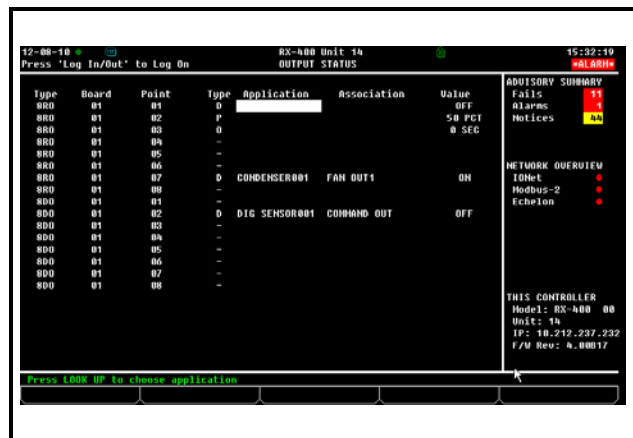 12-08-10 RX-400 Unit 14 15:32:19
Press 'Log In/Out' to Log On OUTPUT STATUS *ALARM*
ADVISORY SUMMARY
Fails 11
Alarms 1
Notices 44
NETWORK OVERVIEW
IONet
Modbus-2
Echelon
THIS CONTROLLER
Model: RX-400 00
Unit: 14
IP: 10.212.237.232
F/W Rev: 4.00B17
Type Board Point Type Application Association Value
8RO 01 01 D OFF
8RO 01 02 P 50 PCT
8RO 01 03 O 0 SEC
8RO 01 04 -
8RO 01 05 -
8RO 01 06 -
8RO 01 07 D CONDENSER001 FAN OUT1 ON
8RO 01 08 -
8DO 01 01 -
8DO 01 02 D DIG SENSOR001 COMMAND OUT OFF
8DO 01 03 -
8DO 01 04 -
8DO 01 05 -
8DO 01 06 -
8DO 01 07 -
8DO 01 08 -
Press LOOK UP to choose application